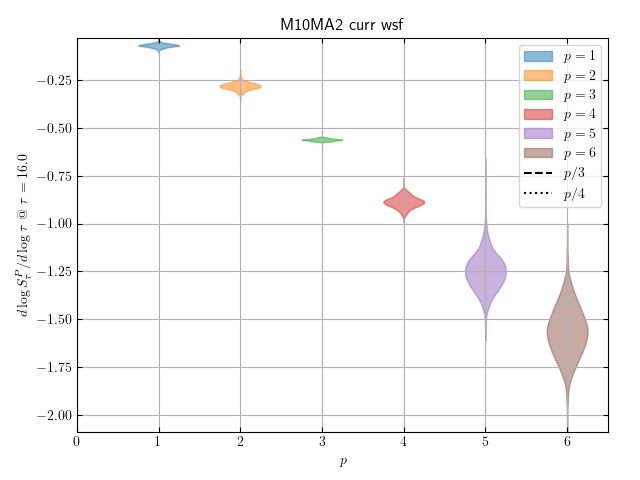 M10MA2 curr wsf
d log S_τ^P / d log τ @ τ = 16.0
−0.25
−0.50
−0.75
−1.00
−1.25
−1.50
−1.75
−2.00
p = 1
p = 2
p = 3
p = 4
p = 5
p = 6
p/3
p/4
0 1 2 3 4 5 6
p